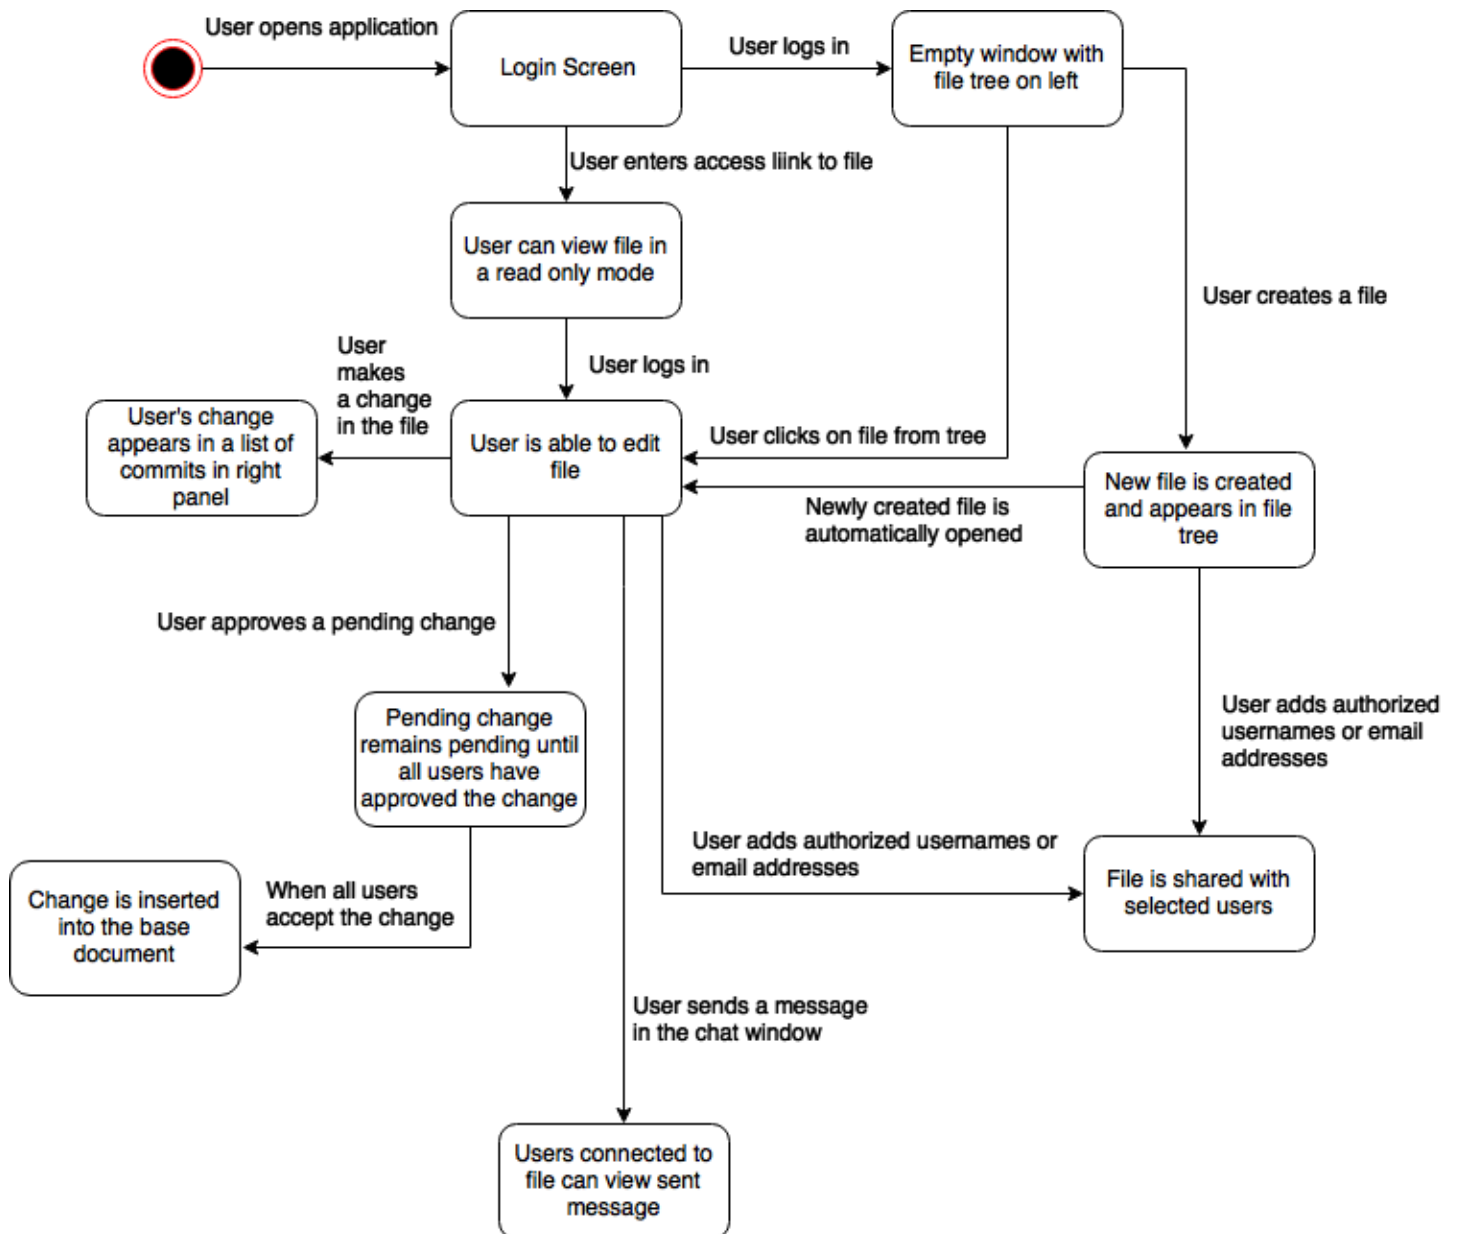 User opens application
Login Screen
User logs in
Empty window with
file tree on left
User enters access liink to file
User can view file in
a read only mode
User creates a file
User logs in
User
makes
a change
in the file
User's change
appears in a list of
commits in right
panel
User is able to edit
file
User clicks on file from tree
Newly created file is
automatically opened
New file is created
and appears in file
tree
User approves a pending change
Pending change
remains pending until
all users have
approved the change
User adds authorized
usernames or email
addresses
User adds authorized usernames or
email addresses
File is shared with
selected users
When all users
accept the change
Change is inserted
into the base
document
User sends a message
in the chat window
Users connected to
file can view sent
message